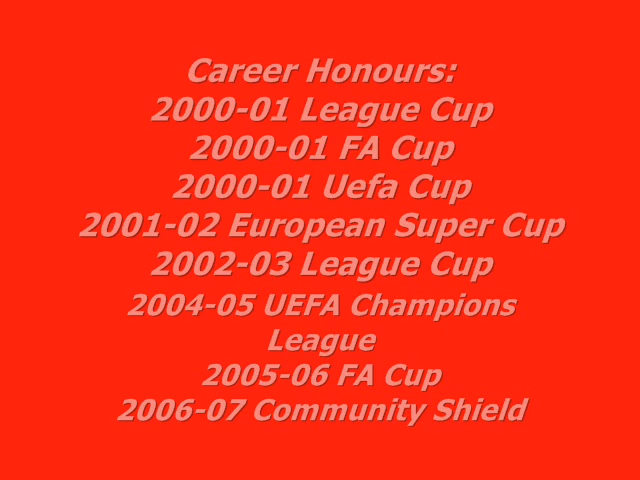 Career Honours:
2000-01 League Cup
2000-01 FA Cup
2000-01 Uefa Cup
2001-02 European Super Cup
2002-03 League Cup
2004-05 UEFA Champions
League
2005-06 FA Cup
2006-07 Community Shield